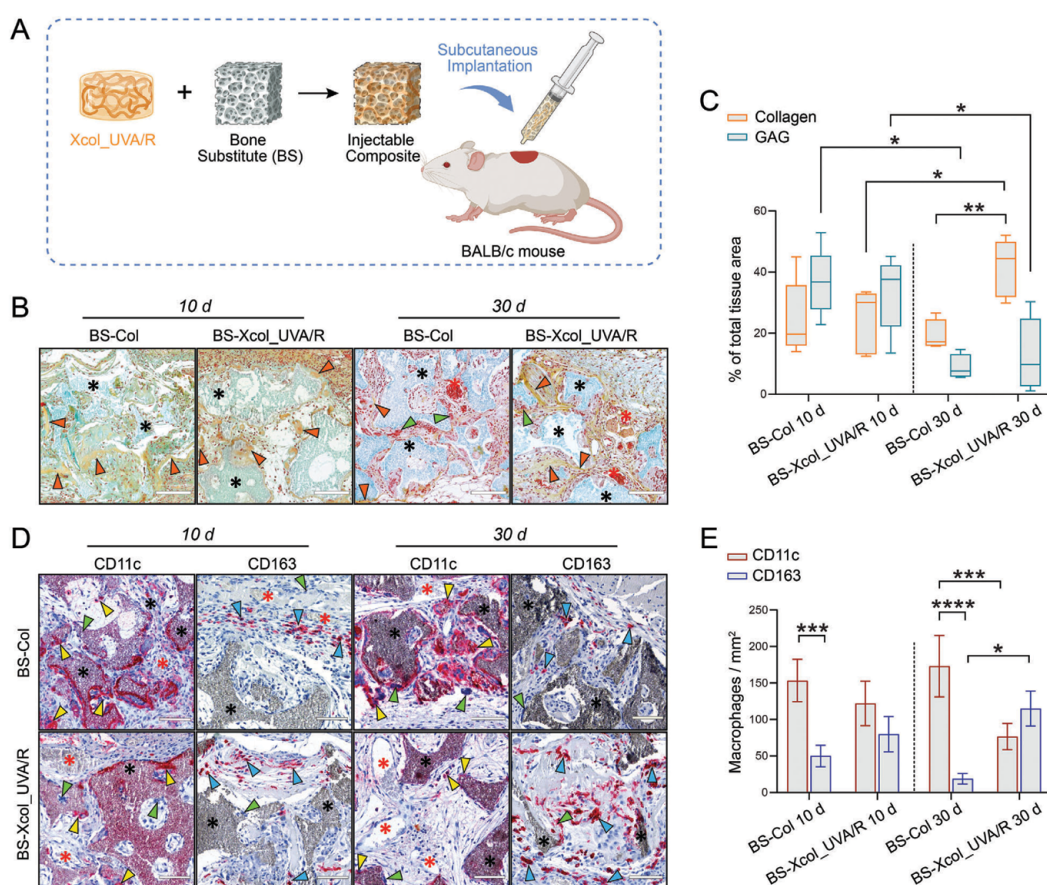 A
Xcol_UVA/R
+
Bone
Substitute (BS)
Injectable
Composite
Subcutaneous
Implantation
BALB/c mouse
B
10 d
30 d
BS-Col
BS-Xcol_UVA/R
BS-Col
BS-Xcol_UVA/R
* * * * * * * * * * *
C
Collagen
GAG
*
*
*
**
% of total tissue area
60
40
20
0
BS-Col 10 d
BS-Xcol_UVA/R 10 d
BS-Col 30 d
BS-Xcol_UVA/R 30 d
D
10 d
30 d
CD11c
CD163
CD11c
CD163
BS-Col
BS-Xcol_UVA/R
E
CD11c
CD163
***
***
****
*
Macrophages / mm²
200
150
100
50
0
BS-Col 10 d
BS-Xcol_UVA/R 10 d
BS-Col 30 d
BS-Xcol_UVA/R 30 d